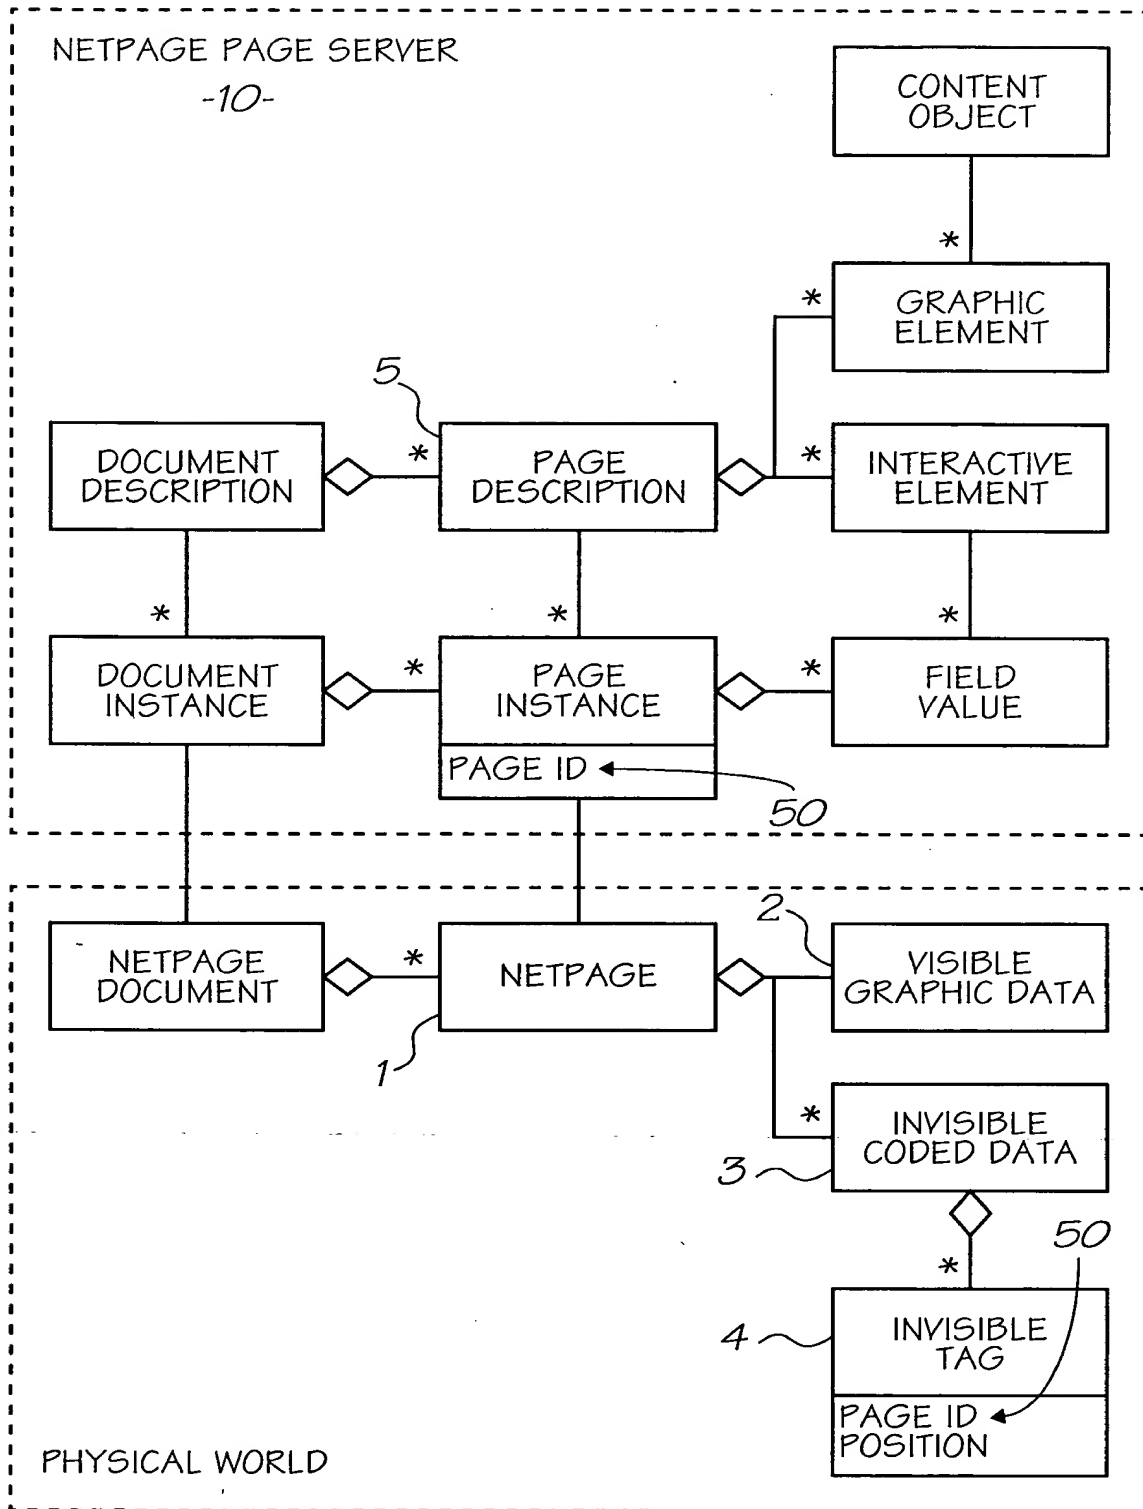 NETPAGE PAGE SERVER
-10-
CONTENT
OBJECT
*
*
GRAPHIC
ELEMENT
5
DOCUMENT
DESCRIPTION
*
PAGE
DESCRIPTION
*
INTERACTIVE
ELEMENT
*
*
*
DOCUMENT
INSTANCE
*
PAGE
INSTANCE
*
FIELD
VALUE
PAGE ID
50
NETPAGE
DOCUMENT
*
NETPAGE
1
2
VISIBLE
GRAPHIC DATA
*
INVISIBLE
CODED DATA
3
50
*
4
INVISIBLE
TAG
PAGE ID
POSITION
PHYSICAL WORLD